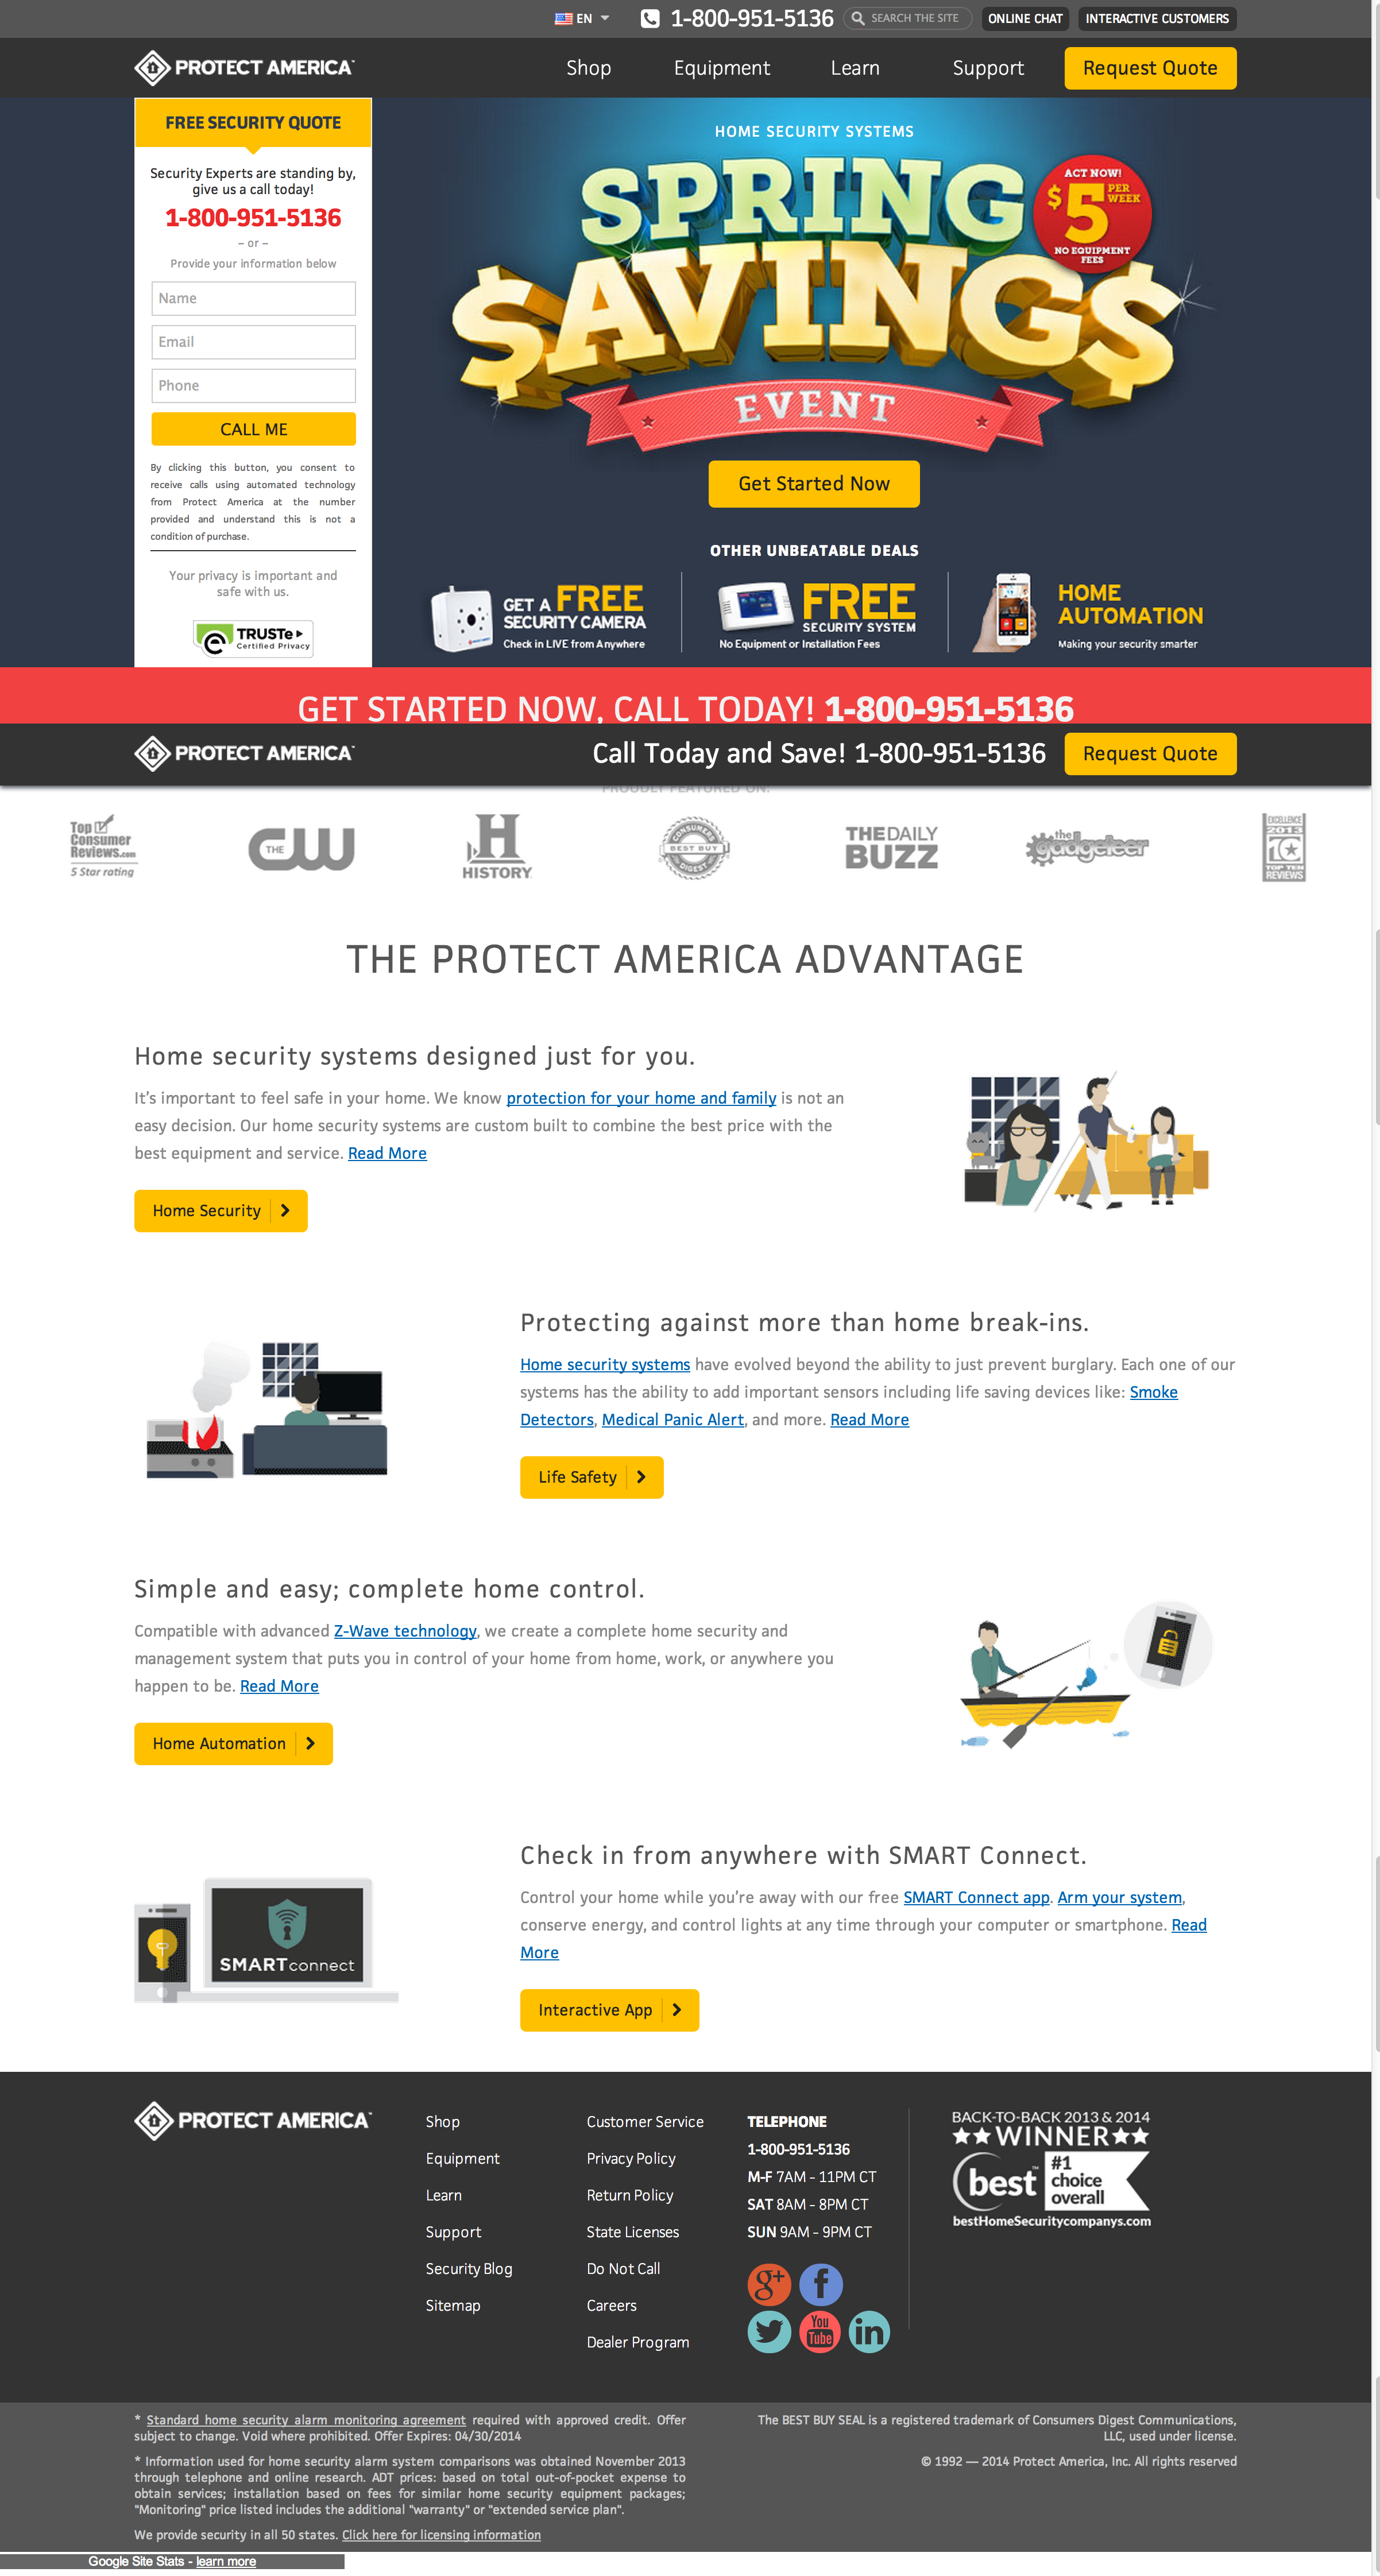 EN
1-800-951-5136
SEARCH THE SITE
ONLINE CHAT
INTERACTIVE CUSTOMERS
PROTECT AMERICA
Shop
Equipment
Learn
Support
Request Quote
FREE SECURITY QUOTE
Security Experts are standing by,
give us a call today!
1-800-951-5136
– or –
Provide your information below
Name
Email
Phone
CALL ME
By clicking this button, you consent to
receive calls using automated technology
from Protect America at the number
provided and understand this is not a
condition of purchase.
Your privacy is important and
safe with us.
TRUSTe
Certified Privacy
HOME SECURITY SYSTEMS
SPRING
$AVING$
EVENT
ACT NOW!
$5 PER WEEK
NO EQUIPMENT
FEES
Get Started Now
OTHER UNBEATABLE DEALS
GET A FREE
SECURITY CAMERA
Check in LIVE from Anywhere
FREE
SECURITY SYSTEM
No Equipment or Installation Fees
HOME
AUTOMATION
Making your security smarter
GET STARTED NOW, CALL TODAY! 1-800-951-5136
PROTECT AMERICA
Call Today and Save! 1-800-951-5136
Request Quote
PROUDLY FEATURED ON:
Top
Consumer
Reviews.com
5 Star rating
THE CW
H
HISTORY
CONSUMERS
BEST BUY
DIGEST
THE DAILY
BUZZ
the
gadgeteer
EXCELLENCE
2013
TOP TEN
REVIEWS
THE PROTECT AMERICA ADVANTAGE
Home security systems designed just for you.
It's important to feel safe in your home. We know protection for your home and family is not an
easy decision. Our home security systems are custom built to combine the best price with the
best equipment and service. Read More
Home Security
Protecting against more than home break-ins.
Home security systems have evolved beyond the ability to just prevent burglary. Each one of our
systems has the ability to add important sensors including life saving devices like: Smoke
Detectors, Medical Panic Alert, and more. Read More
Life Safety
Simple and easy; complete home control.
Compatible with advanced Z-Wave technology, we create a complete home security and
management system that puts you in control of your home from home, work, or anywhere you
happen to be. Read More
Home Automation
SMARTconnect
Check in from anywhere with SMART Connect.
Control your home while you're away with our free SMART Connect app. Arm your system,
conserve energy, and control lights at any time through your computer or smartphone. Read
More
Interactive App
PROTECT AMERICA
Shop
Equipment
Learn
Support
Security Blog
Sitemap
Customer Service
Privacy Policy
Return Policy
State Licenses
Do Not Call
Careers
Dealer Program
TELEPHONE
1-800-951-5136
M-F 7AM - 11PM CT
SAT 8AM - 8PM CT
SUN 9AM - 9PM CT
g+
f
You
Tube
in
BACK-TO-BACK 2013 & 2014
WINNER
best™
#1
choice
overall
bestHomeSecuritycompanys.com
* Standard home security alarm monitoring agreement required with approved credit. Offer
subject to change. Void where prohibited. Offer Expires: 04/30/2014
* Information used for home security alarm system comparisons was obtained November 2013
through telephone and online research. ADT prices: based on total out-of-pocket expense to
obtain services; installation based on fees for similar home security equipment packages;
"Monitoring" price listed includes the additional "warranty" or "extended service plan".
We provide security in all 50 states. Click here for licensing information
The BEST BUY SEAL is a registered trademark of Consumers Digest Communications,
LLC, used under license.
© 1992 — 2014 Protect America, Inc. All rights reserved
Google Site Stats - learn more